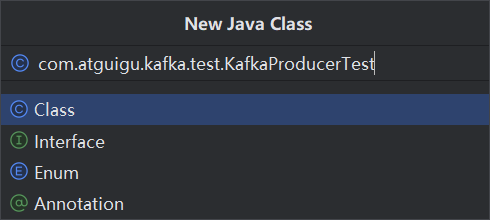 New Java Class
com.atguigu.kafka.test.KafkaProducerTest
Class
Interface
Enum
Annotation